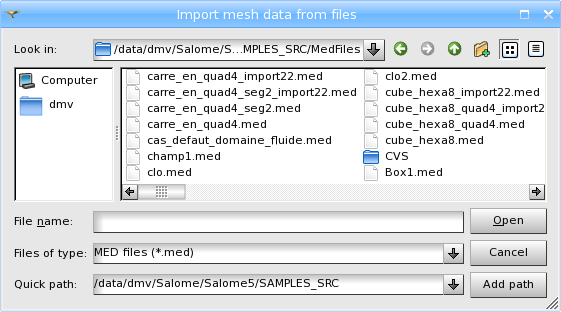 Import mesh data from files
Look in: /data/dmv/Salome/S...MPLES_SRC/MedFiles
Computer
dmv
carre_en_quad4_import22.med
carre_en_quad4_seg2_import22.med
carre_en_quad4_seg2.med
carre_en_quad4.med
cas_defaut_domaine_fluide.med
champ1.med
clo.med
clo2.med
cube_hexa8_import22.med
cube_hexa8_quad4_import2
cube_hexa8_quad4.med
cube_hexa8.med
CVS
Box1.med
File name: Open
Files of type: MED files (*.med) Cancel
Quick path: /data/dmv/Salome/Salome5/SAMPLES_SRC Add path